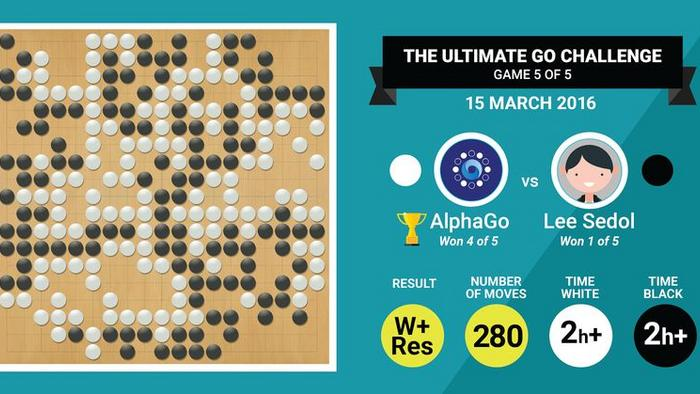 THE ULTIMATE GO CHALLENGE
GAME 5 OF 5
15 MARCH 2016
VS
AlphaGo
Won 4 of 5
Lee Sedol
Won 1 of 5
RESULT
W+
Res
NUMBER
OF MOVES
280
TIME
WHITE
2h+
TIME
BLACK
2h+